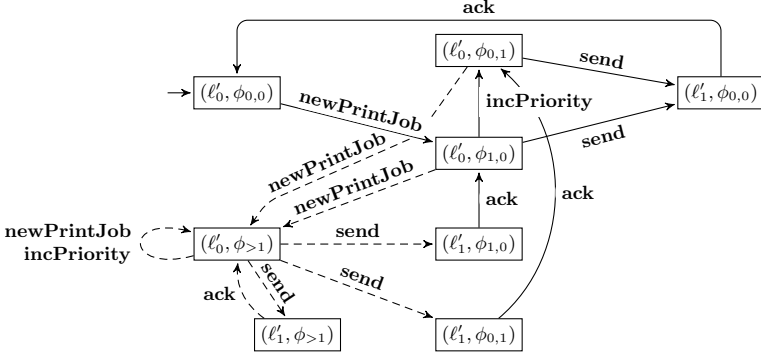 ack
(ℓ′₀, ϕ₀,₁)
send
(ℓ′₀, ϕ₀,₀)
(ℓ′₁, ϕ₀,₀)
newPrintJob
incPriority
send
(ℓ′₀, ϕ₁,₀)
newPrintJob
newPrintJob
ack
ack
newPrintJob
incPriority
(ℓ′₀, ϕ>₁)
send
(ℓ′₁, ϕ₁,₀)
send
send
ack
(ℓ′₁, ϕ>₁)
(ℓ′₁, ϕ₀,₁)